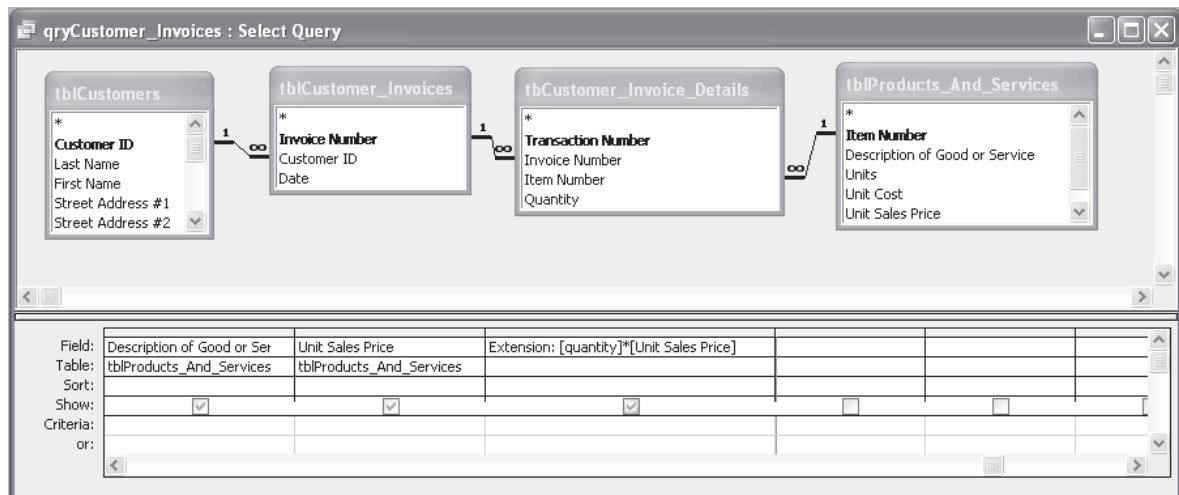 qryCustomer_Invoices : Select Query
tblCustomers
*
Customer ID
Last Name
First Name
Street Address #1
Street Address #2
1
∞
tblCustomer_Invoices
*
Invoice Number
Customer ID
Date
1
∞
tbCustomer_Invoice_Details
*
Transaction Number
Invoice Number
Item Number
Quantity
1
∞
tblProducts_And_Services
*
Item Number
Description of Good or Service
Units
Unit Cost
Unit Sales Price
Field: Description of Good or Ser Unit Sales Price Extension: [quantity]*[Unit Sales Price]
Table: tblProducts_And_Services tblProducts_And_Services
Sort:
Show:
Criteria:
or: